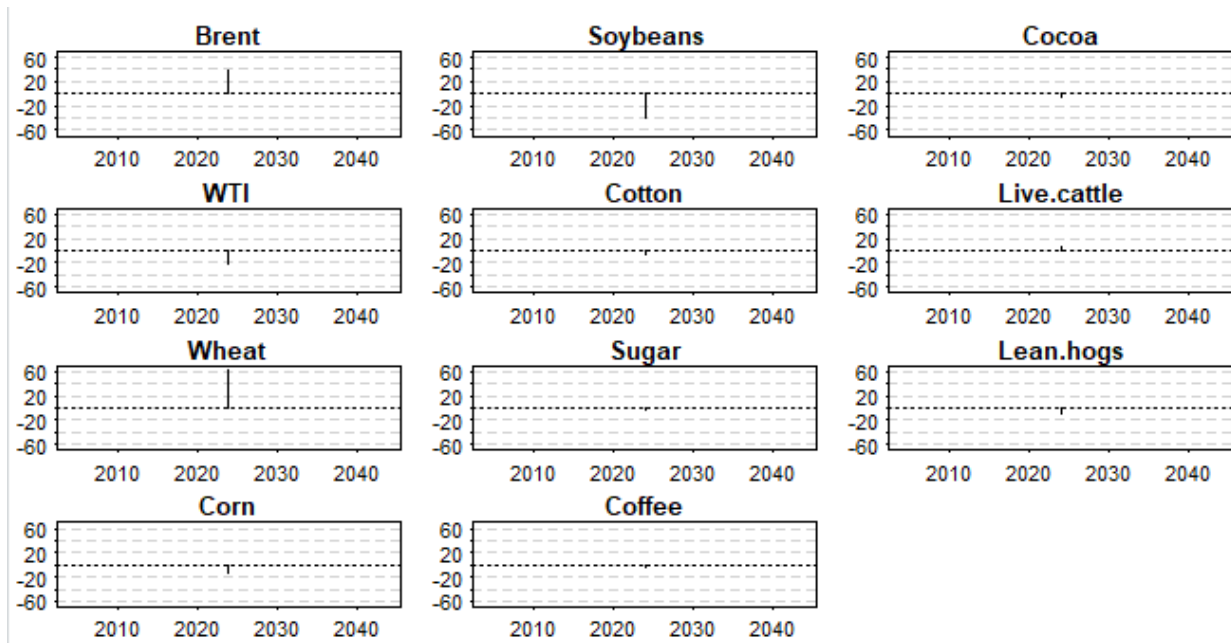 Brent Soybeans Cocoa
60 60 60
20 20 20
-20 -20 -20
-60 -60 -60
2010 2020 2030 2040 2010 2020 2030 2040 2010 2020 2030 2040
WTI Cotton Live.cattle
60 60 60
20 20 20
-20 -20 -20
-60 -60 -60
2010 2020 2030 2040 2010 2020 2030 2040 2010 2020 2030 2040
Wheat Sugar Lean.hogs
60 60 60
20 20 20
-20 -20 -20
-60 -60 -60
2010 2020 2030 2040 2010 2020 2030 2040 2010 2020 2030 2040
Corn Coffee
60 60
20 20
-20 -20
-60 -60
2010 2020 2030 2040 2010 2020 2030 2040